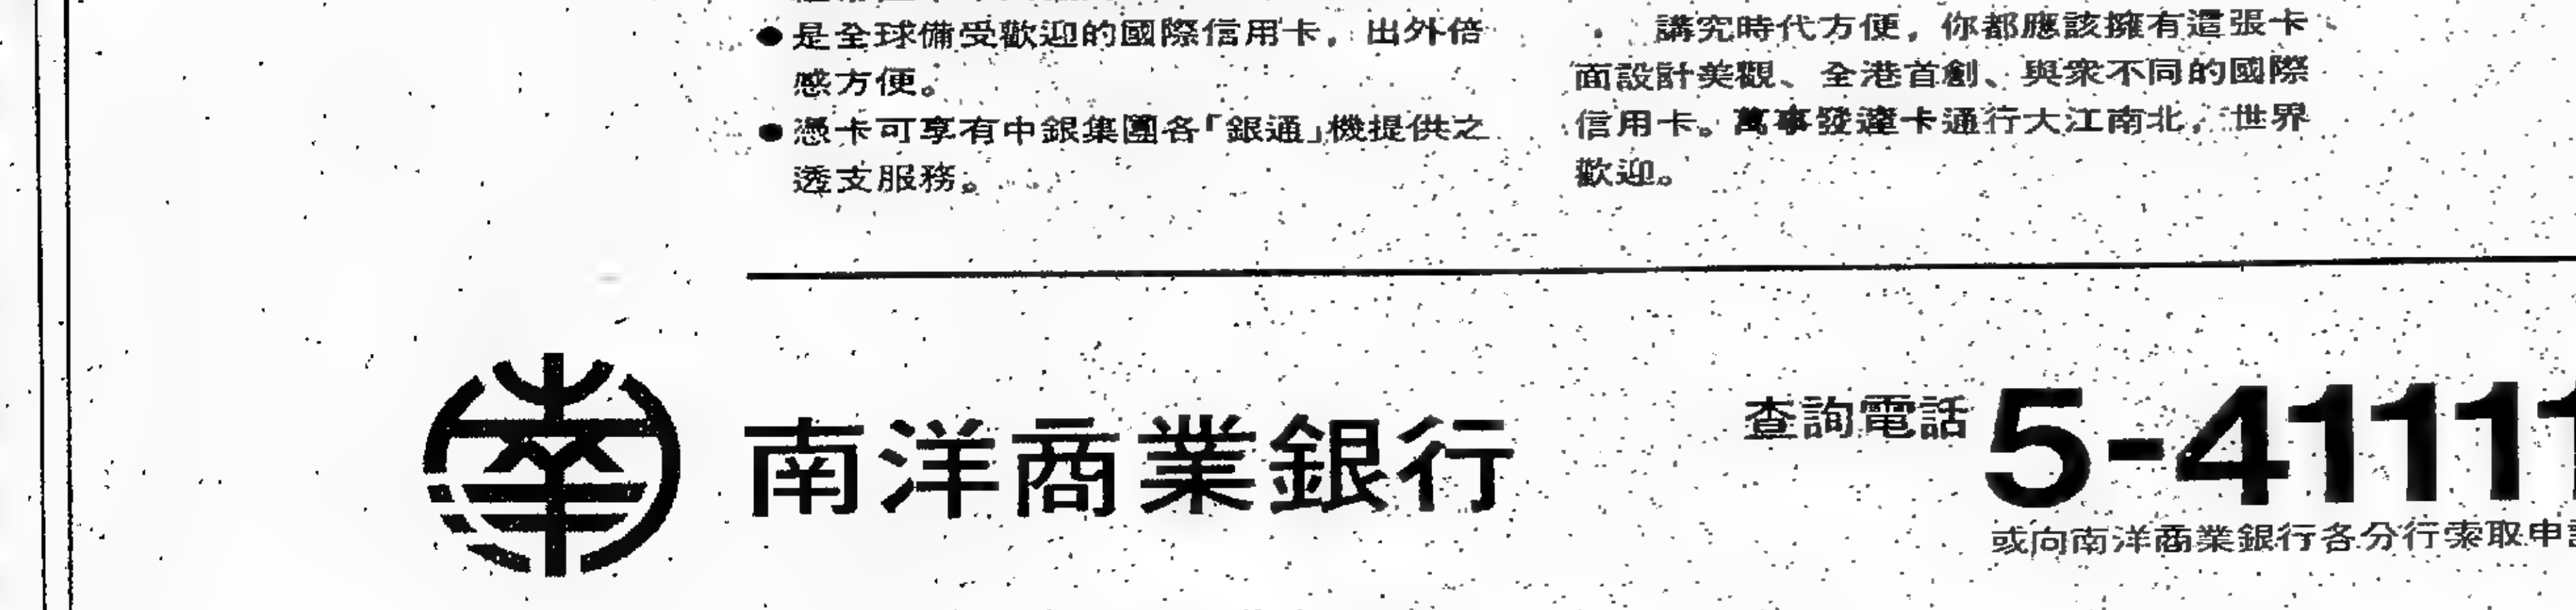 ●是全球備受歡迎的國際信用卡，出外倍
感方便。
●憑卡可享有中銀集團各「銀通」機提供之
透支服務。
講究時代方便，你都應該擁有這張卡
面設計美觀、全港首創、與衆不同的國際
信用卡。萬事發達卡通行大江南北，世界
歡迎。
南洋商業銀行
查詢電話 5-41111
或向南洋商業銀行各分行索取申